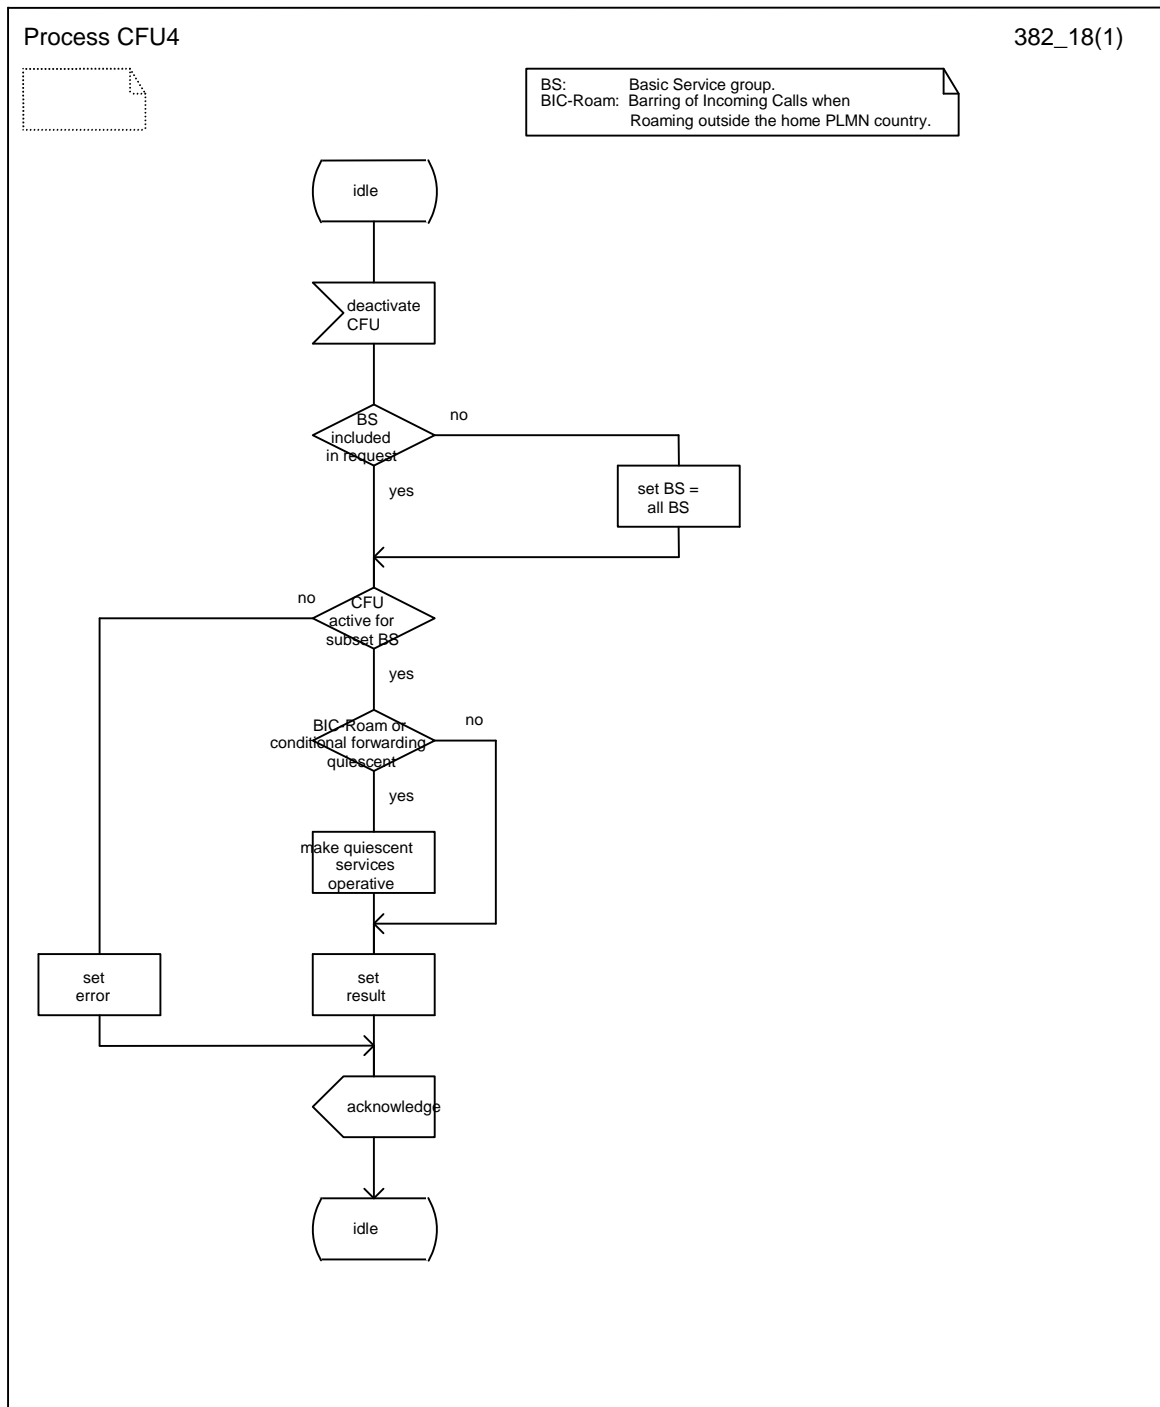 Process CFU4
382_18(1)
BS: Basic Service group.
BIC-Roam: Barring of Incoming Calls when
Roaming outside the home PLMN country.
idle
deactivate
CFU
BS
included
in request
no
yes
set BS =
all BS
no
CFU
active for
subset BS
yes
BIC-Roam or
conditional forwarding
quiescent
no
yes
make quiescent
services
operative
set
error
set
result
acknowledge
idle